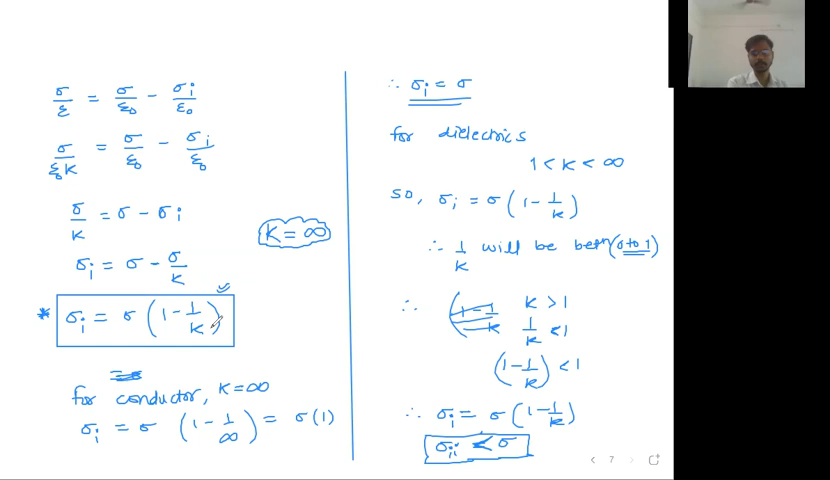 σ/ε = σ/ε₀ − σi/ε₀
σ/ε₀K = σ/ε₀ − σi/ε₀
σ/K = σ − σi
K = ∞
σi = σ − σ/K
* σi = σ (1 − 1/K)
for conductor, K = ∞
σi = σ (1 − 1/∞) = σ(1)
∴ σi = σ
for dielectrics
1 < K < ∞
so, σi = σ (1 − 1/K)
∴ 1/K will be betn (0 to 1)
∴ K > 1
1/K < 1
(1 − 1/K) < 1
∴ σi = σ (1 − 1/K)
σi < σ
< 7 >